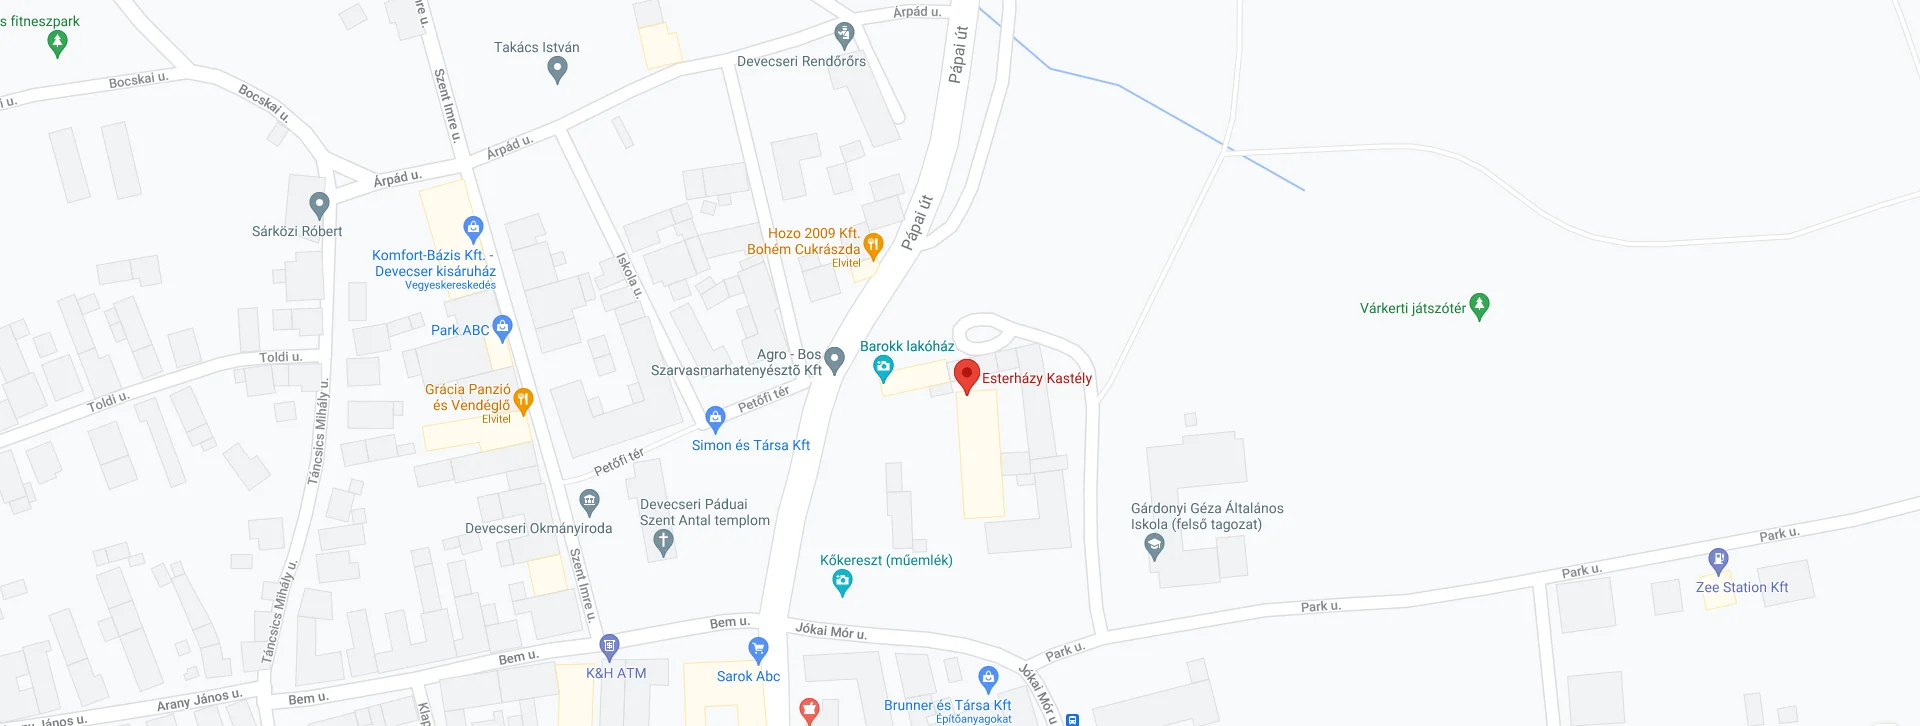 s fitneszpark
Árpád u.
Szent Imre u.
Takács István
Devecseri Rendőrőrs
Pápai út
Bocskai u.
Bocskai u.
Árpád u.
Árpád u.
Sárközi Róbert
Komfort-Bázis Kft. -
Devecser kisáruház
Vegyeskereskedés
Iskola u.
Hozo 2009 Kft.
Bohém Cukrászda
Elvitel
Pápai út
Várkerti játszótér
Park ABC
Toldi u.
Agro - Bos
Szarvasmarhatenyésztő Kft
Barokk lakóház
Esterházy Kastély
Grácia Panzió
és Vendéglő
Elvitel
Toldi u.
Táncsics Mihály u.
Petőfi tér
Simon és Társa Kft
Petőfi tér
Devecseri Okmányiroda
Devecseri Páduai
Szent Antal templom
Gárdonyi Géza Általános
Iskola (felső tagozat)
Kőkereszt (műemlék)
Szent Imre u.
Park u.
Park u.
Zee Station Kft
Park u.
Táncsics Mihály u.
Bem u.
Jókai Mór u.
Park u.
Bem u.
K&H ATM
Sarok Abc
Jókai Mór u
Brunner és Társa Kft
Építőanyagokat
Arany János u.
Bem u.
János u.
Klap